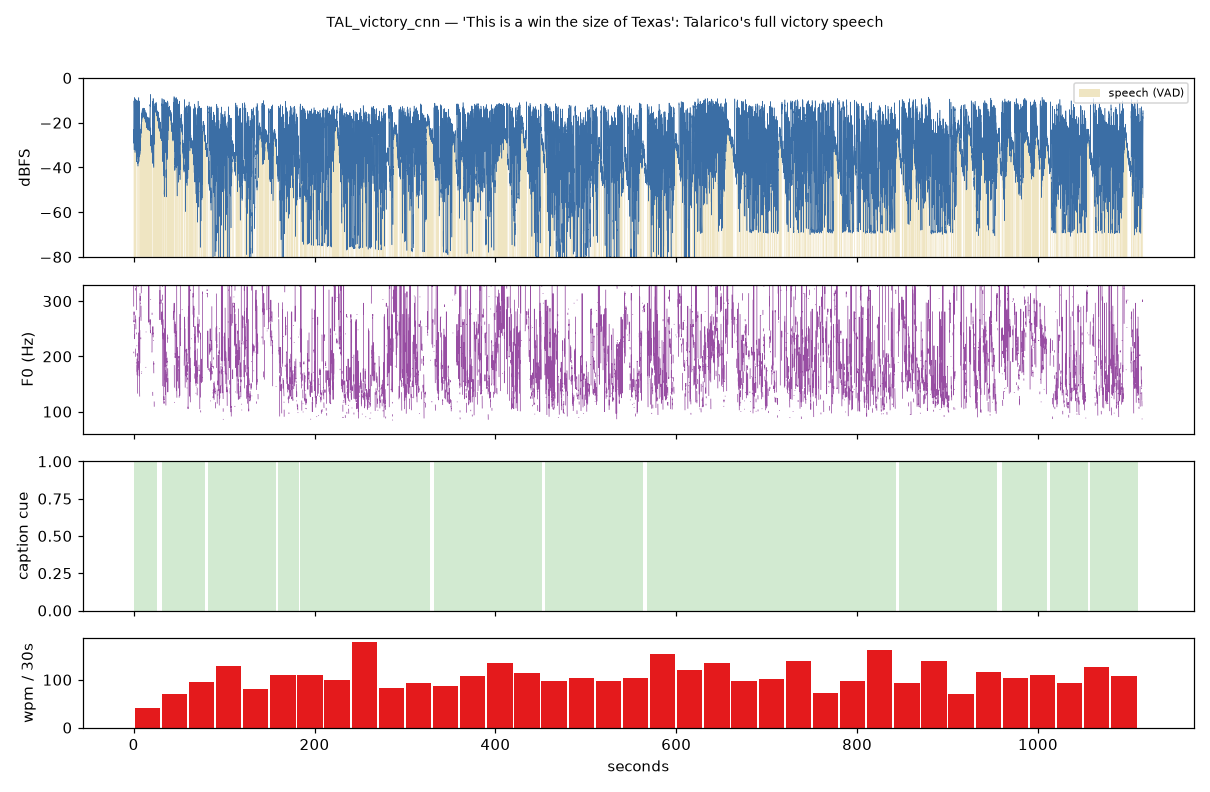 TAL_victory_cnn — 'This is a win the size of Texas': Talarico's full victory speech
0
−20
−40
−60
−80
dBFS
speech (VAD)
300
200
100
F0 (Hz)
1.00
0.75
0.50
0.25
0.00
caption cue
100
0
wpm / 30s
0 200 400 600 800 1000
seconds